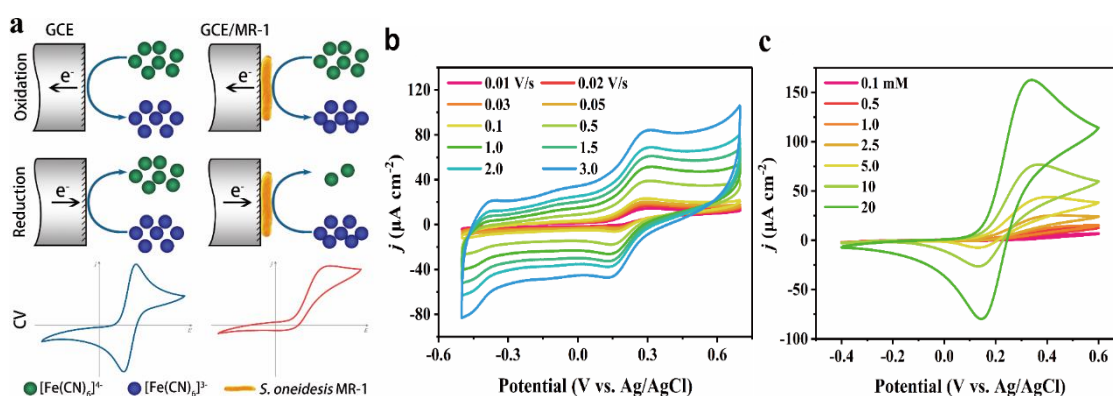 a
GCE
GCE/MR-1
Oxidation
e-
e-
Reduction
e-
e-
CV
[Fe(CN)6]4-
[Fe(CN)6]3-
S. oneidesis MR-1
b
0.01 V/s
0.02 V/s
0.03
0.05
0.1
0.5
1.0
1.5
2.0
3.0
j (μA cm-2)
120
80
40
0
-40
-80
-0.6
-0.3
0.0
0.3
0.6
Potential (V vs. Ag/AgCl)
c
0.1 mM
0.5
1.0
2.5
5.0
10
20
j (μA cm-2)
150
100
50
0
-50
-100
-0.4
-0.2
0.0
0.2
0.4
0.6
Potential (V vs. Ag/AgCl)